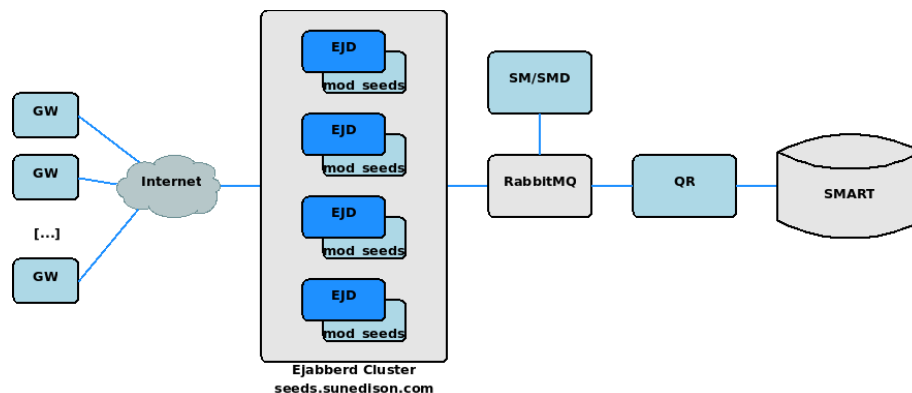 GW
GW
[...]
GW
Internet
EJD
mod_seeds
EJD
mod_seeds
EJD
mod_seeds
EJD
mod_seeds
Ejabberd Cluster
seeds.sunedison.com
SM/SMD
RabbitMQ
QR
SMART